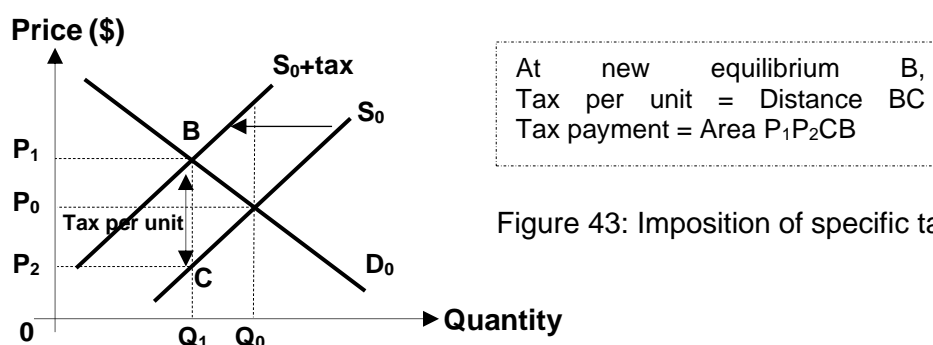 Price ($)
S₀+tax
S₀
B
P₁
P₀
Tax per unit
P₂
C
D₀
0
Q₁ Q₀
Quantity
At new equilibrium B,
Tax per unit = Distance BC
Tax payment = Area P₁P₂CB
Figure 43: Imposition of specific